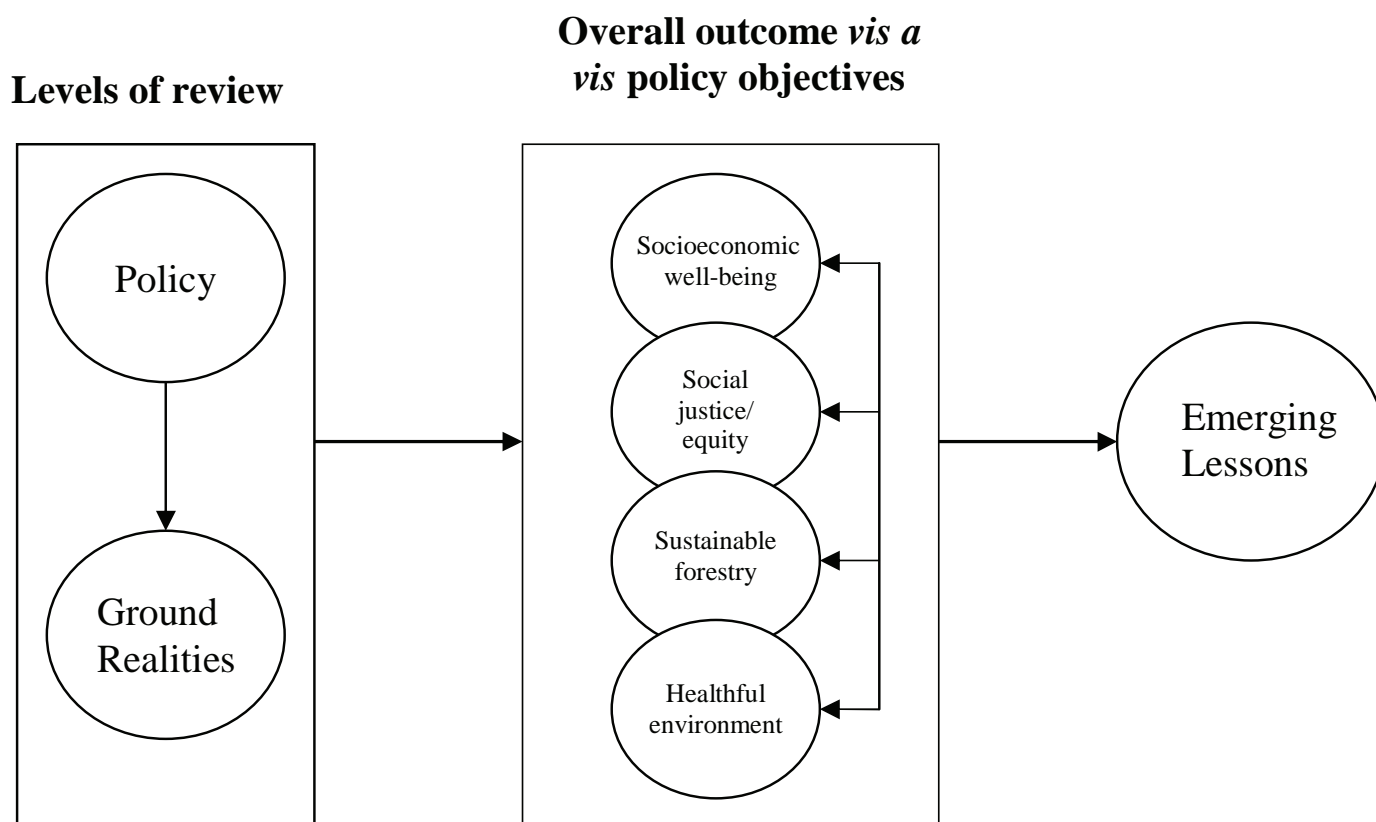 Levels of review
Policy
Ground
Realities
Overall outcome vis a
vis policy objectives
Socioeconomic
well-being
Social
justice/
equity
Sustainable
forestry
Healthful
environment
Emerging
Lessons